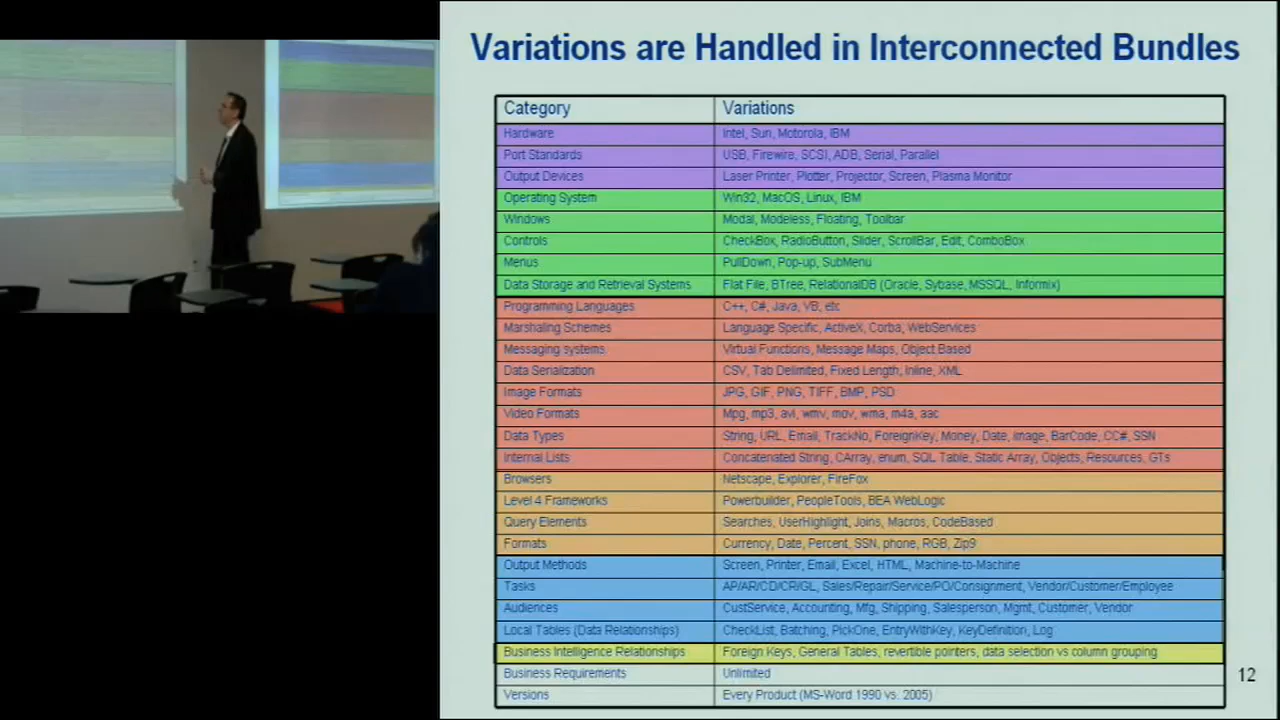 Variations are Handled in Interconnected Bundles
Category Variations
Hardware Intel, Sun, Motorola, IBM
Port Standards USB, Firewire, SCSI, ADB, Serial, Parallel
Output Devices Laser Printer, Plotter, Projector, Screen, Plasma Monitor
Operating System Win32, MacOS, Linux, IBM
Windows Modal, Modeless, Floating, Toolbar
Controls CheckBox, RadioButton, Slider, ScrollBar, Edit, ComboBox
Menus PullDown, Pop-up, SubMenu
Data Storage and Retrieval Systems Flat File, BTree, RelationalDB (Oracle, Sybase, MSSQL, Informix)
Programming Languages C++, C#, Java, VB, etc
Marshaling Schemes Language Specific, ActiveX, Corba, WebServices
Messaging systems Virtual Functions, Message Maps, Object Based
Data Serialization CSV, Tab Delimited, Fixed Length, Inline, XML
Image Formats JPG, GIF, PNG, TIFF, BMP, PSD
Video Formats Mpg, mp3, avi, wmv, mov, wma, m4a, aac
Data Types String, URL, Email, TrackNo, ForeignKey, Money, Date, Image, BarCode, CC#, SSN
Internal Lists Concatenated String, CArray, enum, SQL Table, Static Array, Objects, Resources, GTs
Browsers Netscape, Explorer, FireFox
Level 4 Frameworks Powerbuilder, PeopleTools, BEA WebLogic
Query Elements Searches, UserHighlight, Joins, Macros, CodeBased
Formats Currency, Date, Percent, SSN, phone, RGB, Zip9
Output Methods Screen, Printer, Email, Excel, HTML, Machine-to-Machine
Tasks AP/AR/CD/CR/GL, Sales/Repair/Service/PO/Consignment, Vendor/Customer/Employee
Audiences CustService, Accounting, Mfg, Shipping, Salesperson, Mgmt, Customer, Vendor
Local Tables (Data Relationships) CheckList, Batching, PickOne, EntryWithKey, KeyDefinition, Log
Business Intelligence Relationships Foreign Keys, General Tables, revertible pointers, data selection vs column grouping
Business Requirements Unlimited
Versions Every Product (MS-Word 1990 vs. 2005)
12